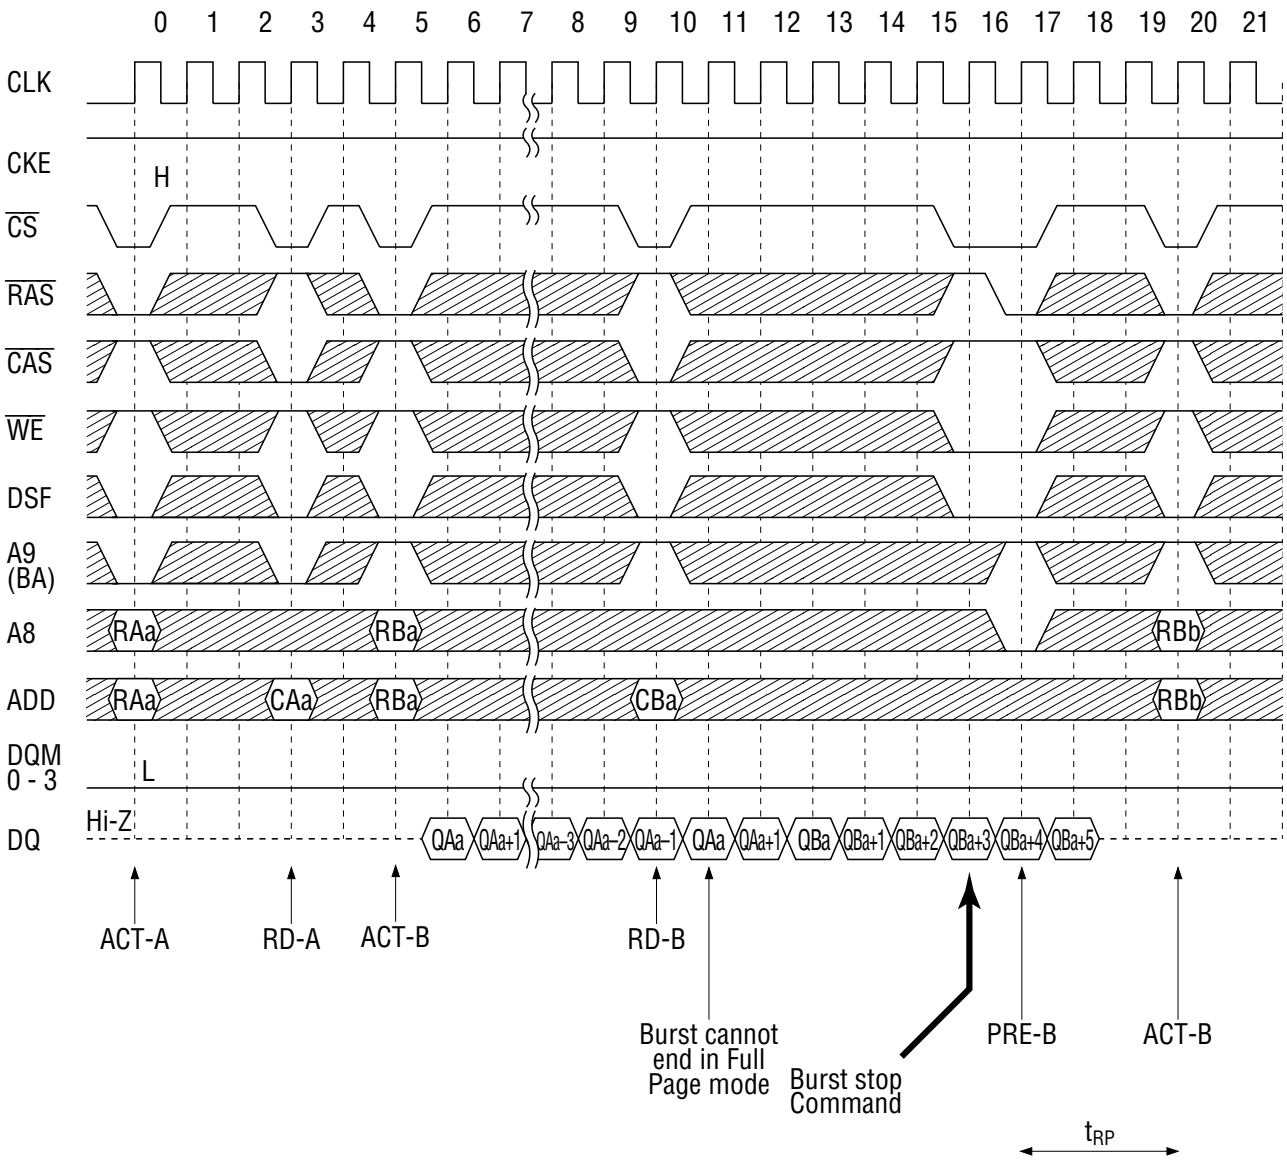 0 1 2 3 4 5 6 7 8 9 10 11 12 13 14 15 16 17 18 19 20 21
CLK
CKE
H
CS
RAS
CAS
WE
DSF
A9
(BA)
A8
RAa RBa RBb
ADD
RAa CAa RBa CBa RBb
DQM
0 - 3
L
DQ
Hi-Z
QAa QAa+1 QAa–3 QAa–2 QAa–1 QAa QAa+1 QBa QBa+1 QBa+2 QBa+3 QBa+4 QBa+5
ACT-A RD-A ACT-B RD-B
Burst cannot
end in Full
Page mode
Burst stop
Command
PRE-B ACT-B
tRP